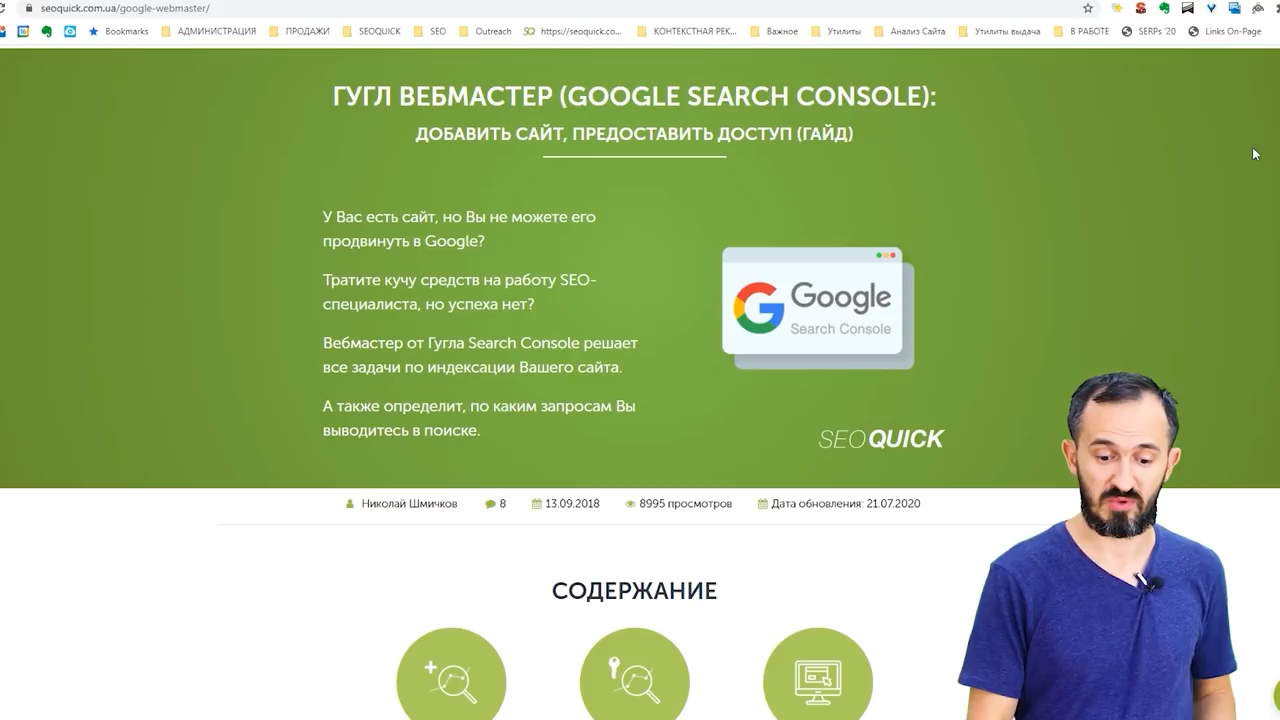 seoquick.com.ua/google-webmaster/
Bookmarks АДМИНИСТРАЦИЯ ПРОДАЖИ SEOQUICK SEO Outreach https://seoquick.co... КОНТЕКСТНАЯ РЕК... Важное Утилиты Анализ Сайта Утилиты выдача В РАБОТЕ SERPs '20 Links On-Page
ГУГЛ ВЕБМАСТЕР (GOOGLE SEARCH CONSOLE):
ДОБАВИТЬ САЙТ, ПРЕДОСТАВИТЬ ДОСТУП (ГАЙД)
У Вас есть сайт, но Вы не можете его
продвинуть в Google?
Тратите кучу средств на работу SEO-
специалиста, но успеха нет?
Вебмастер от Гугла Search Console решает
все задачи по индексации Вашего сайта.
А также определит, по каким запросам Вы
выводитесь в поиске.
Google
Search Console
SEO QUICK
Николай Шмичков 8 13.09.2018 8995 просмотров Дата обновления: 21.07.2020
СОДЕРЖАНИЕ